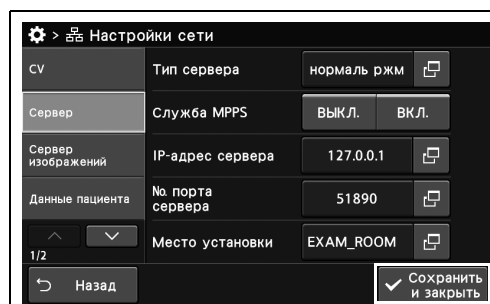 > Настройки сети
CV
Тип сервера
нормаль ржм
Сервер
Служба MPPS
ВЫКЛ.
ВКЛ.
Сервер
изображений
IP-адрес сервера
127.0.0.1
Данные пациента
№. порта
сервера
51890
1/2
Место установки
EXAM_ROOM
Назад
Сохранить
и закрыть